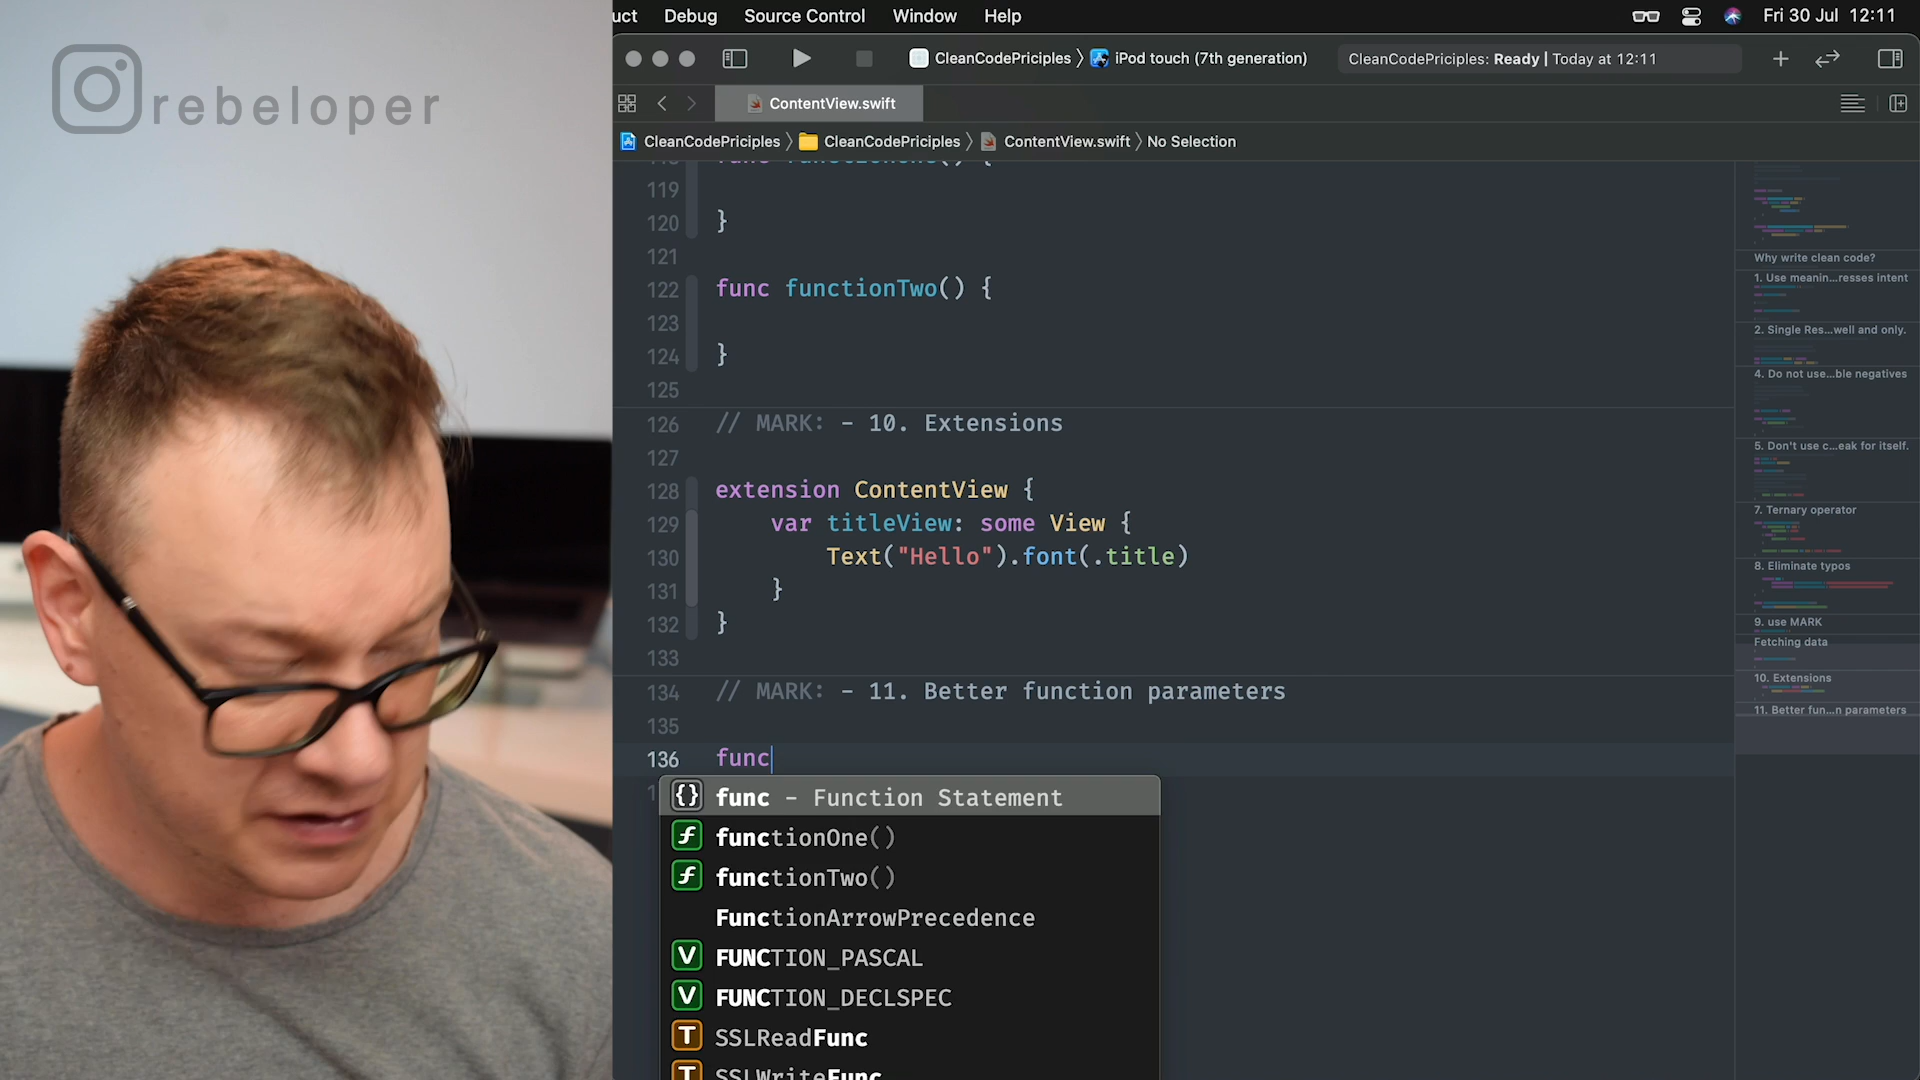 rebeloper
uct Debug Source Control Window Help Fri 30 Jul 12:11
CleanCodePriciples 〉 iPod touch (7th generation) CleanCodePriciples: Ready | Today at 12:11
ContentView.swift
CleanCodePriciples 〉 CleanCodePriciples 〉 ContentView.swift 〉 No Selection
119
120 }
121
122 func functionTwo() {
123
124 }
125
126 // MARK: - 10. Extensions
127
128 extension ContentView {
129 var titleView: some View {
130 Text("Hello").font(.title)
131 }
132 }
133
134 // MARK: - 11. Better function parameters
135
136 func
func - Function Statement
functionOne()
functionTwo()
FunctionArrowPrecedence
FUNCTION_PASCAL
FUNCTION_DECLSPEC
SSLReadFunc
SSLWriteFunc
Why write clean code?
1. Use meanin...resses intent
2. Single Res...well and only.
4. Do not use...ble negatives
5. Don't use c...eak for itself.
7. Ternary operator
8. Eliminate typos
9. use MARK
Fetching data
10. Extensions
11. Better fun...n parameters